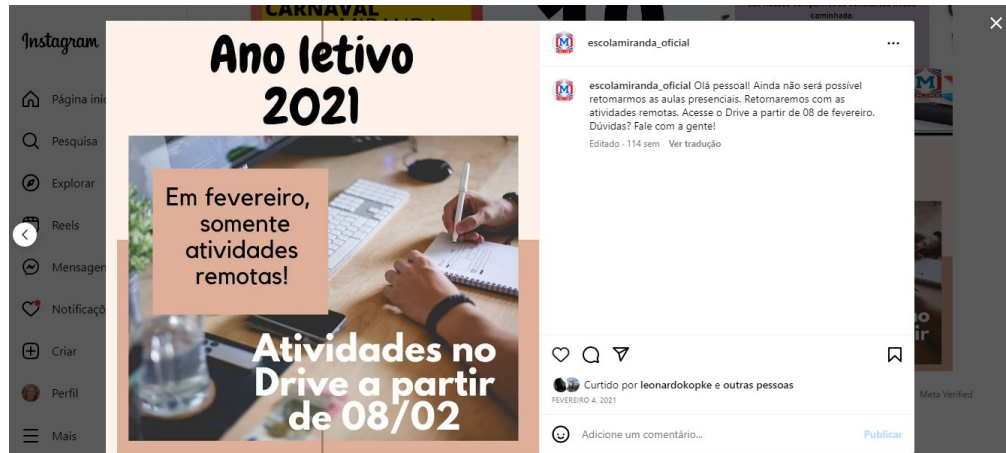 CARNAVAL
MIRANDA
caminhada.
Instagram
Página inic
Pesquisa
Explorar
Reels
Mensagen
Notificaçõ
Criar
Perfil
Mais
Ano letivo
2021
Em fevereiro,
somente
atividades
remotas!
Atividades no
Drive a partir
de 08/02
escolamiranda_oficial
escolamiranda_oficial Olá pessoal! Ainda não será possível
retomarmos as aulas presenciais. Retornaremos com as
atividades remotas. Acesse o Drive a partir de 08 de fevereiro.
Dúvidas? Fale com a gente!
Editado · 114 sem Ver tradução
Curtido por leonardokopke e outras pessoas
FEVEREIRO 4, 2021
Adicione um comentário...
Publicar
Meta Verified